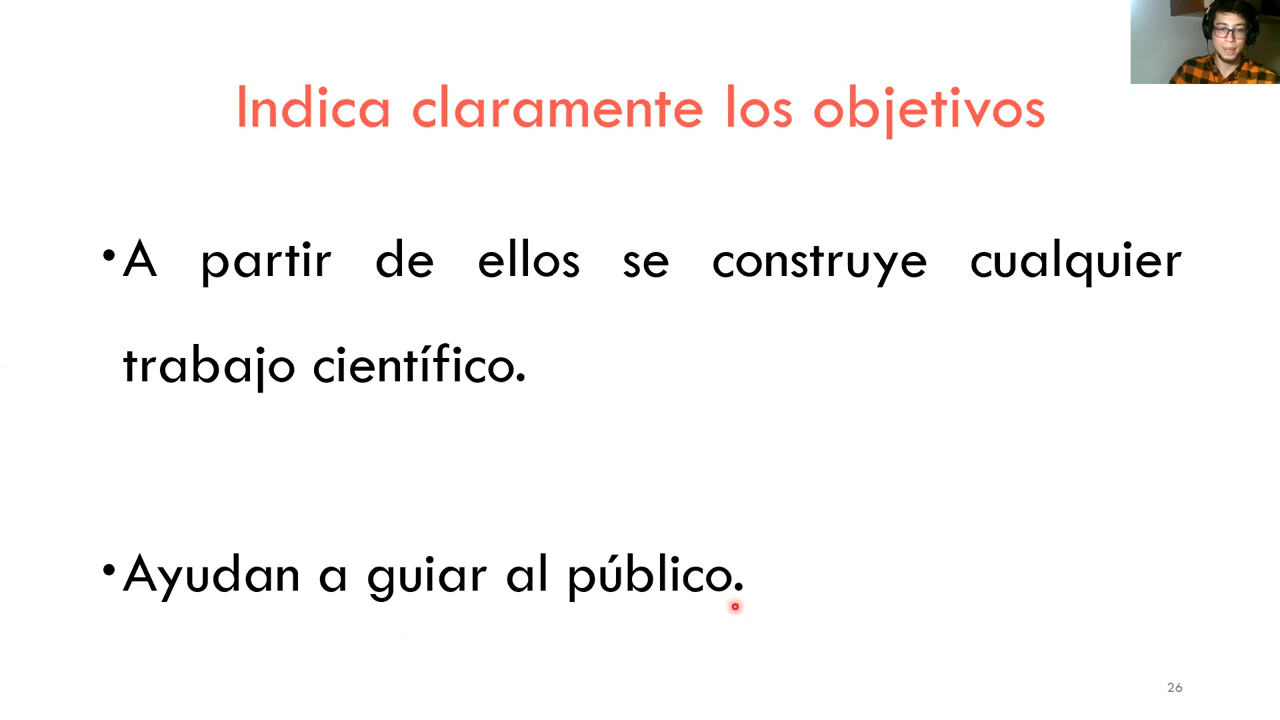 Indica claramente los objetivos
•A partir de ellos se construye cualquier
trabajo científico.
•Ayudan a guiar al público.
26